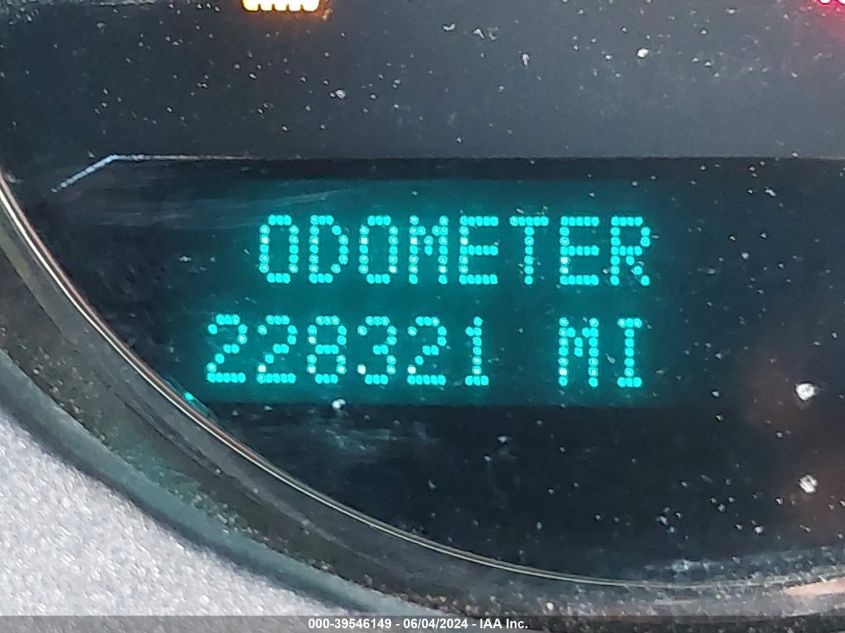 ODOMETER
228321 MI
000-39546149 - 06/04/2024 - IAA Inc.